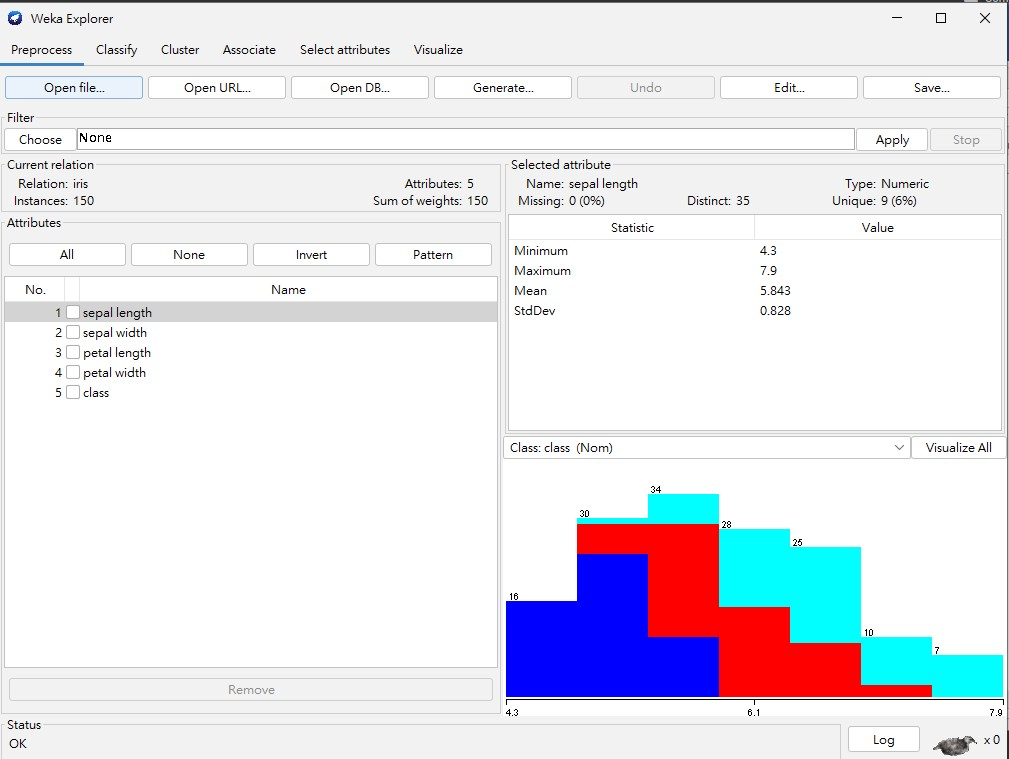 Weka Explorer
Preprocess Classify Cluster Associate Select attributes Visualize
Open file... Open URL... Open DB... Generate... Undo Edit... Save...
Filter
Choose None Apply Stop
Current relation
Relation: iris Attributes: 5
Instances: 150 Sum of weights: 150
Attributes
All None Invert Pattern
No. Name
1 sepal length
2 sepal width
3 petal length
4 petal width
5 class
Remove
Selected attribute
Name: sepal length Type: Numeric
Missing: 0 (0%) Distinct: 35 Unique: 9 (6%)
Statistic Value
Minimum 4.3
Maximum 7.9
Mean 5.843
StdDev 0.828
Class: class (Nom) Visualize All
34
30
28
25
16
10
7
4.3 6.1 7.9
Status
OK
Log x 0